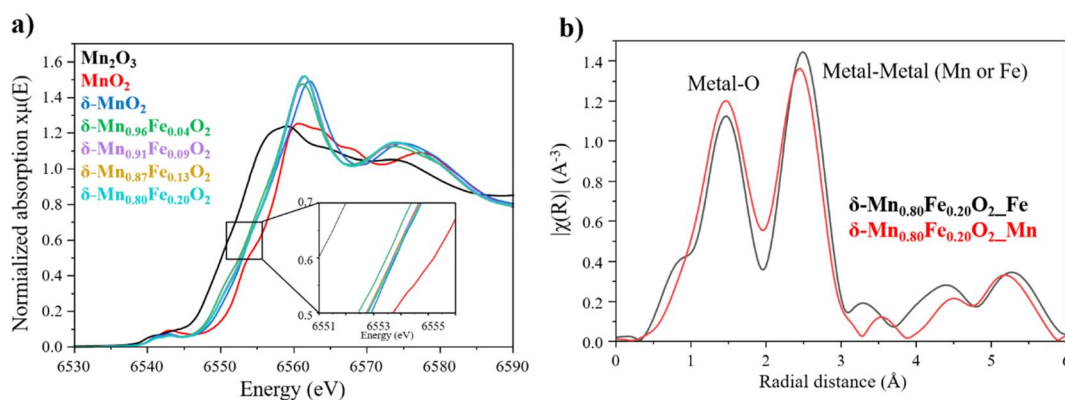 a)
Mn₂O₃
MnO₂
δ-MnO₂
δ-Mn₀.₉₆Fe₀.₀₄O₂
δ-Mn₀.₉₁Fe₀.₀₉O₂
δ-Mn₀.₈₇Fe₀.₁₃O₂
δ-Mn₀.₈₀Fe₀.₂₀O₂
Normialized absorption xμ(E)
1.6
1.4
1.2
1.0
0.8
0.6
0.4
0.2
0.0
0.7
0.6
0.5
6551 6553 6555
Energy (eV)
6530 6540 6550 6560 6570 6580 6590
Energy (eV)
b)
Metal-O
Metal-Metal (Mn or Fe)
δ-Mn₀.₈₀Fe₀.₂₀O₂_Fe
δ-Mn₀.₈₀Fe₀.₂₀O₂_Mn
|χ(R)| (A⁻³)
1.4
1.2
1.0
0.8
0.6
0.4
0.2
0.0
0 1 2 3 4 5 6
Radial distance (Å)